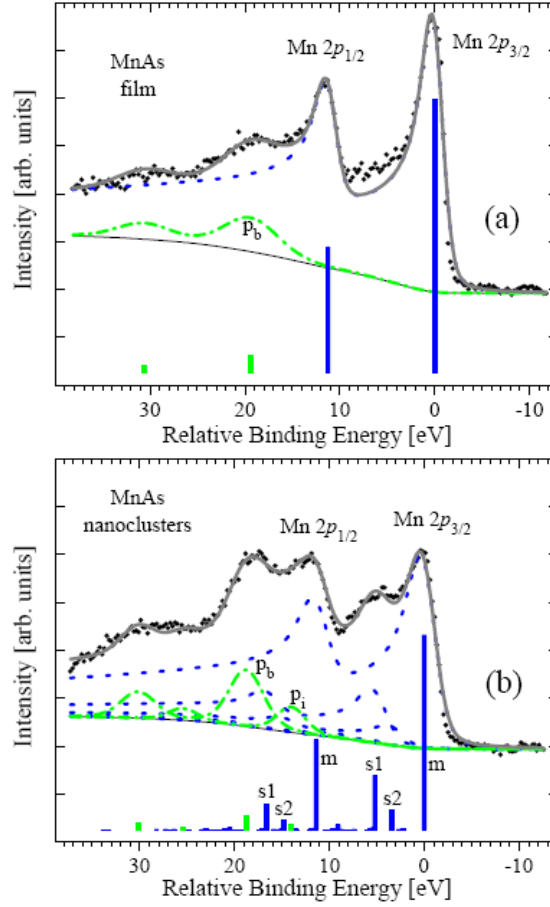 MnAs
film
Mn 2p1/2
Mn 2p3/2
(a)
pb
Intensity [arb. units]
30 20 10 0 -10
Relative Binding Energy [eV]
MnAs
nanoclusters
Mn 2p1/2
Mn 2p3/2
(b)
pb
pi
s1
s2
m
s1
s2
m
Intensity [arb. units]
30 20 10 0 -10
Relative Binding Energy [eV]